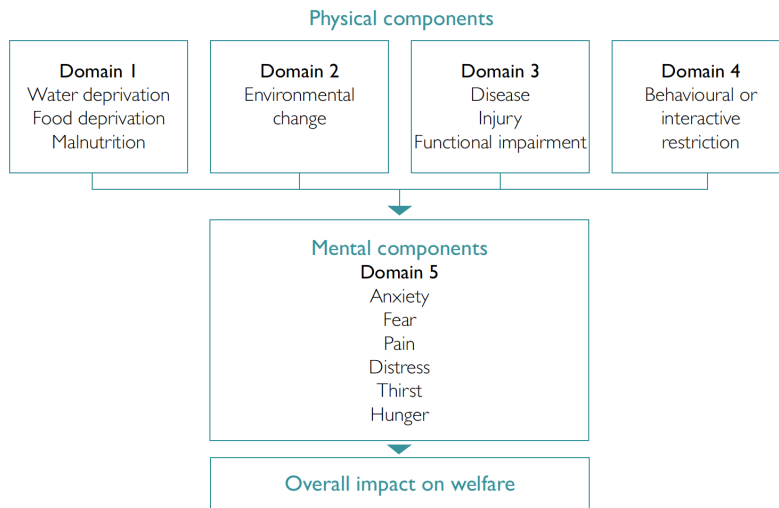 Physical components
Domain 1
Water deprivation
Food deprivation
Malnutrition
Domain 2
Environmental
change
Domain 3
Disease
Injury
Functional impairment
Domain 4
Behavioural or
interactive
restriction
Mental components
Domain 5
Anxiety
Fear
Pain
Distress
Thirst
Hunger
Overall impact on welfare